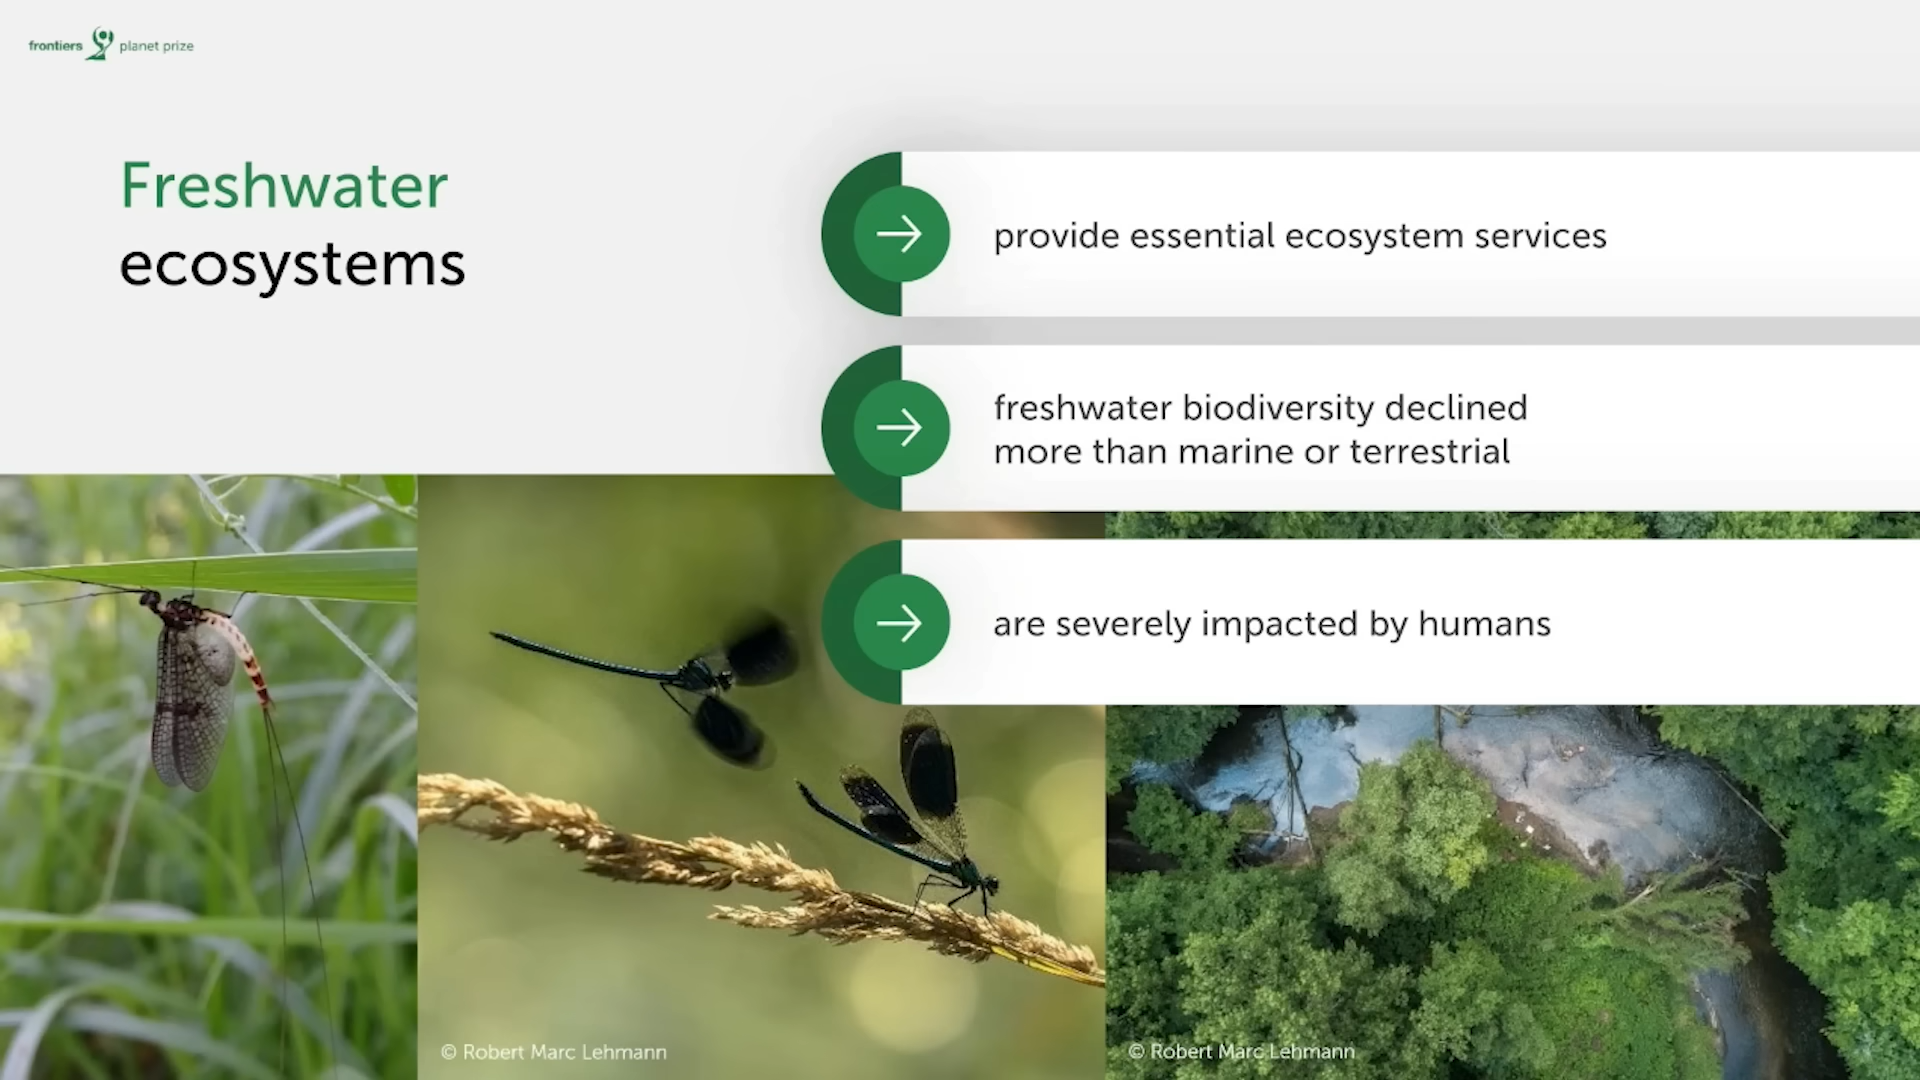 frontiers planet prize
Freshwater
ecosystems
provide essential ecosystem services
freshwater biodiversity declined
more than marine or terrestrial
are severely impacted by humans
© Robert Marc Lehmann
© Robert Marc Lehmann